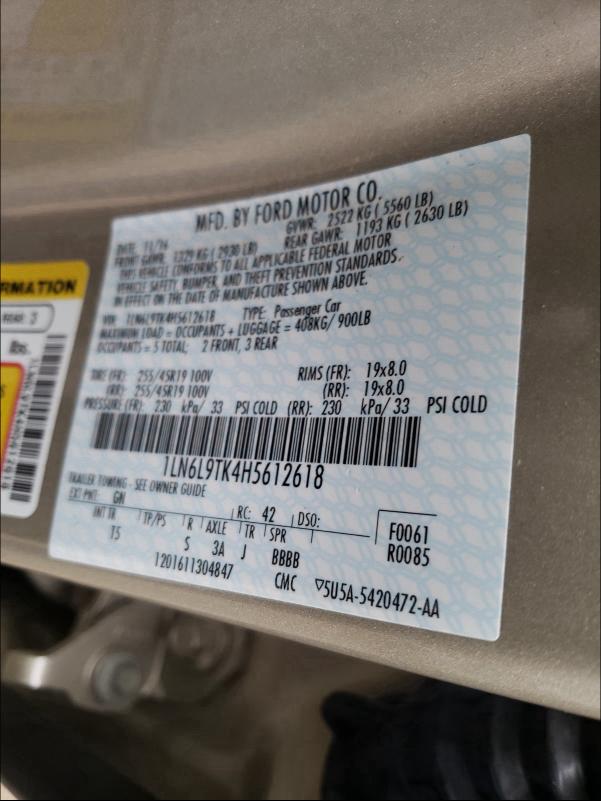 MFD. BY FORD MOTOR CO.
DATE: 11/16 GVWR: 2522 KG ( 5560 LB)
FRONT GAWR: 1329 KG ( 2930 LB) REAR GAWR: 1193 KG ( 2630 LB)
THIS VEHICLE CONFORMS TO ALL APPLICABLE FEDERAL MOTOR
VEHICLE SAFETY, BUMPER, AND THEFT PREVENTION STANDARDS
IN EFFECT ON THE DATE OF MANUFACTURE SHOWN ABOVE.
VIN: 1LN6L9TK4H5612618 TYPE: Passenger Car
MAXIMUM LOAD = OCCUPANTS + LUGGAGE = 408KG/ 900LB
OCCUPANTS = 5 TOTAL; 2 FRONT, 3 REAR
TIRE (FR): 255/45R19 100V RIMS (FR): 19x8.0
(RR): 255/45R19 100V (RR): 19x8.0
PRESSURE (FR): 230 kPa/ 33 PSI COLD (RR): 230 kPa/ 33 PSI COLD
1LN6L9TK4H5612618
TRAILER TOWING - SEE OWNER GUIDE
EXT PNT: GN RC: 42 DSO:
INT TR TP/PS R AXLE TR SPR
T5 S 3A J BBBB
F0061
R0085
1201611304847 CMC ▽5U5A-5420472-AA
RMATION
REAR 3
lbs.